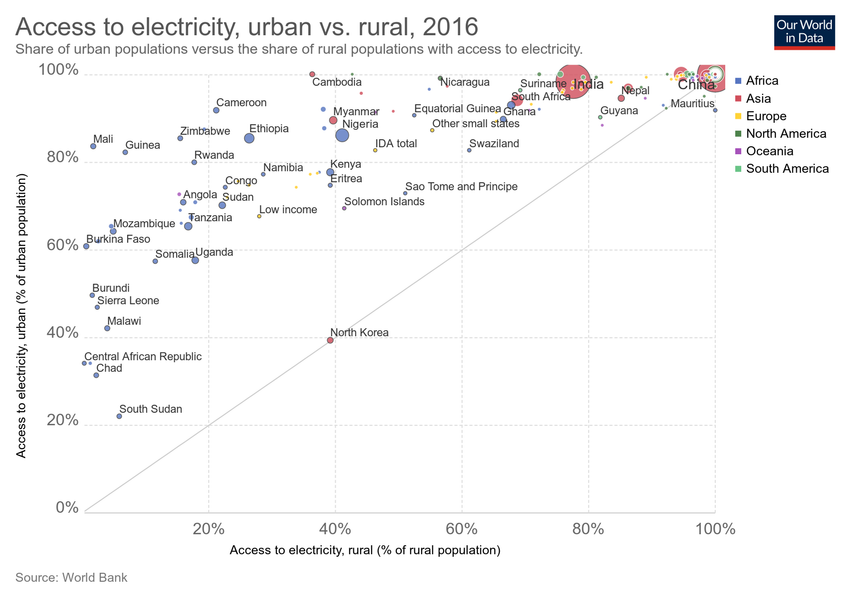 Access to electricity, urban vs. rural, 2016
Share of urban populations versus the share of rural populations with access to electricity.
Our World
in Data
100%
80%
60%
40%
20%
0%
Access to electricity, urban (% of urban population)
Cambodia
Nicaragua
Suriname
India
China
South Africa
Nepal
Mauritius
Cameroon
Myanmar
Equatorial Guinea
Ghana
Guyana
Nigeria
Other small states
Zimbabwe
Ethiopia
Mali
Guinea
IDA total
Swaziland
Rwanda
Namibia
Kenya
Eritrea
Congo
Sao Tome and Principe
Angola
Sudan
Solomon Islands
Low income
Tanzania
Mozambique
Burkina Faso
Somalia
Uganda
Burundi
Sierra Leone
Malawi
North Korea
Central African Republic
Chad
South Sudan
20%
40%
60%
80%
100%
Access to electricity, rural (% of rural population)
Africa
Asia
Europe
North America
Oceania
South America
Source: World Bank